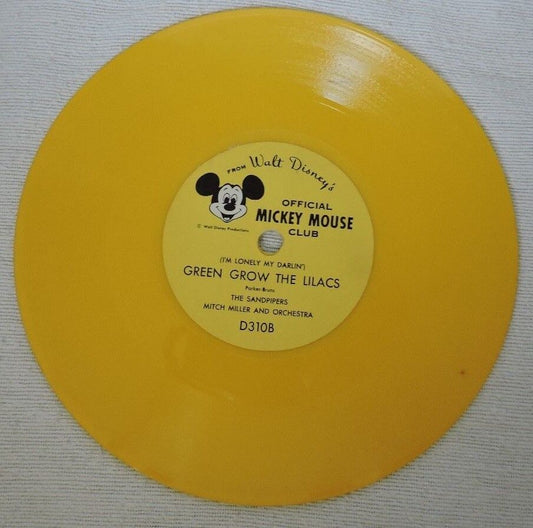 FROM Walt Disney's
OFFICIAL
MICKEY MOUSE
CLUB
© Walt Disney Productions
(I'M LONELY MY DARLIN')
GREEN GROW THE LILACS
Parker-Bruns
THE SANDPIPERS
MITCH MILLER AND ORCHESTRA
D310B